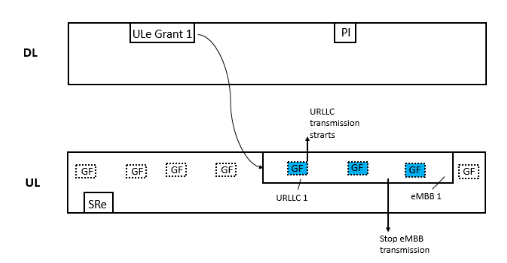 DL
ULe Grant 1
PI
URLLC
transmission
strarts
UL
GF
GF
GF
GF
GF
GF
GF
GF
SRe
URLLC 1
eMBB 1
Stop eMBB
transmission